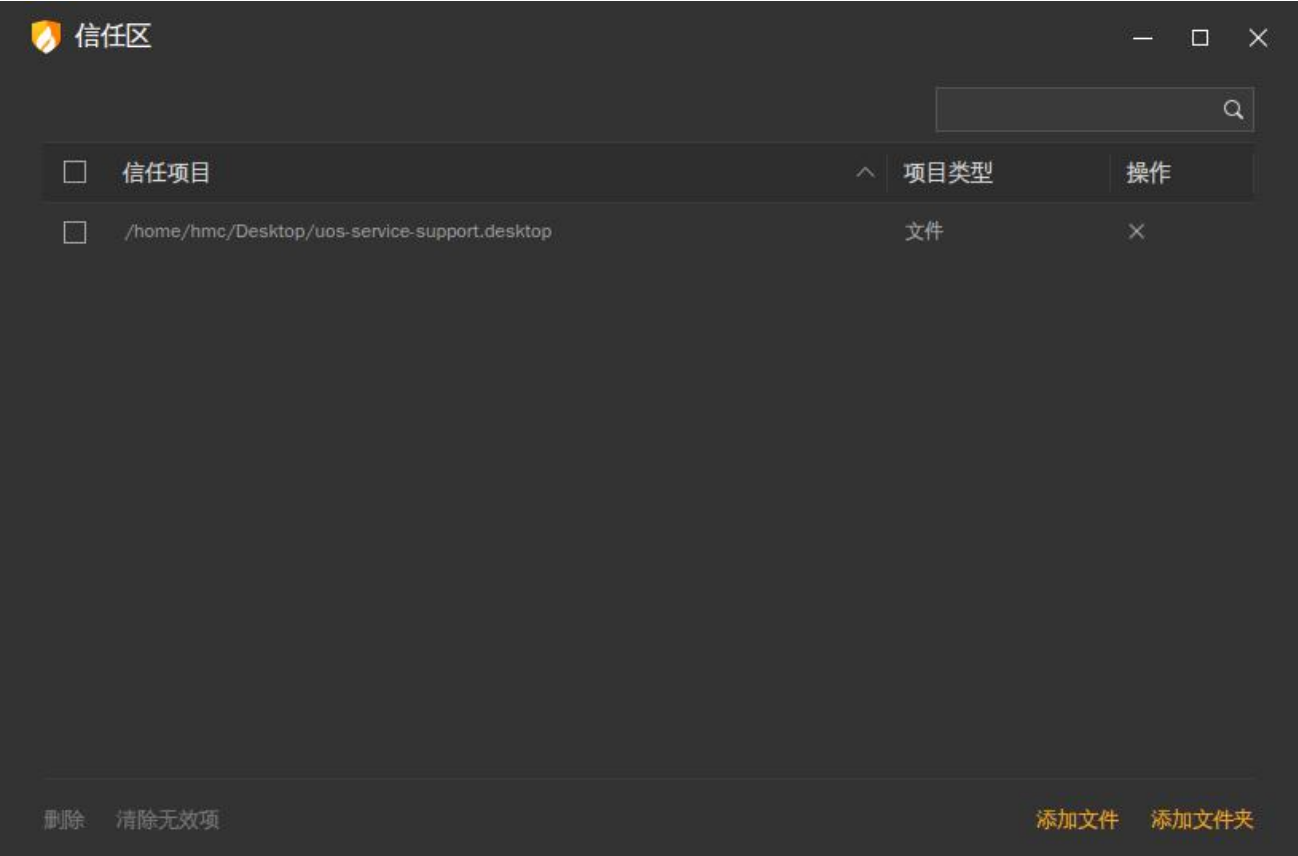 信任区
信任项目 项目类型 操作
/home/hmc/Desktop/uos-service-support.desktop 文件
删除 清除无效项 添加文件 添加文件夹